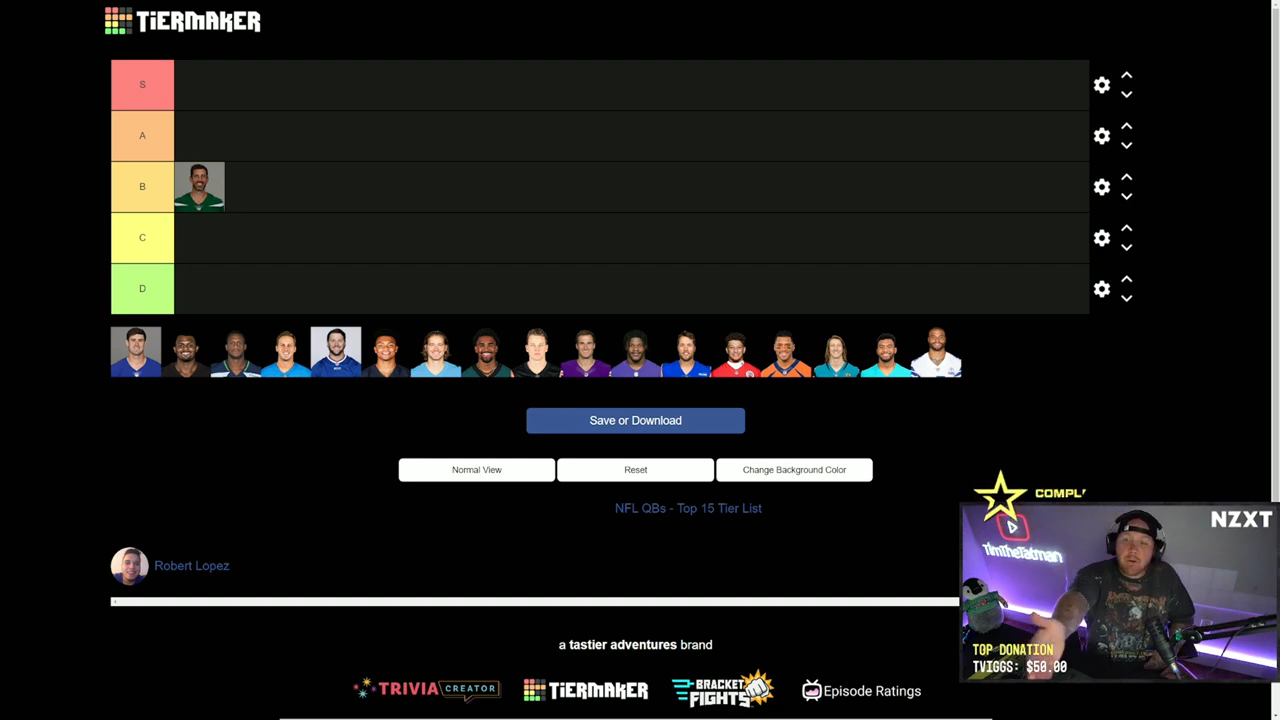 TiERMAKER
S
A
B
C
D
Save or Download
Normal View
Reset
Change Background Color
NFL QBs - Top 15 Tier List
COMPL
NZXT
TimTheTatman
Robert Lopez
TOP DONATION
TVIGGS: $50.00
a tastier adventures brand
TRIVIA CREATOR
TiERMAKER
BRACKET FIGHTS
Episode Ratings